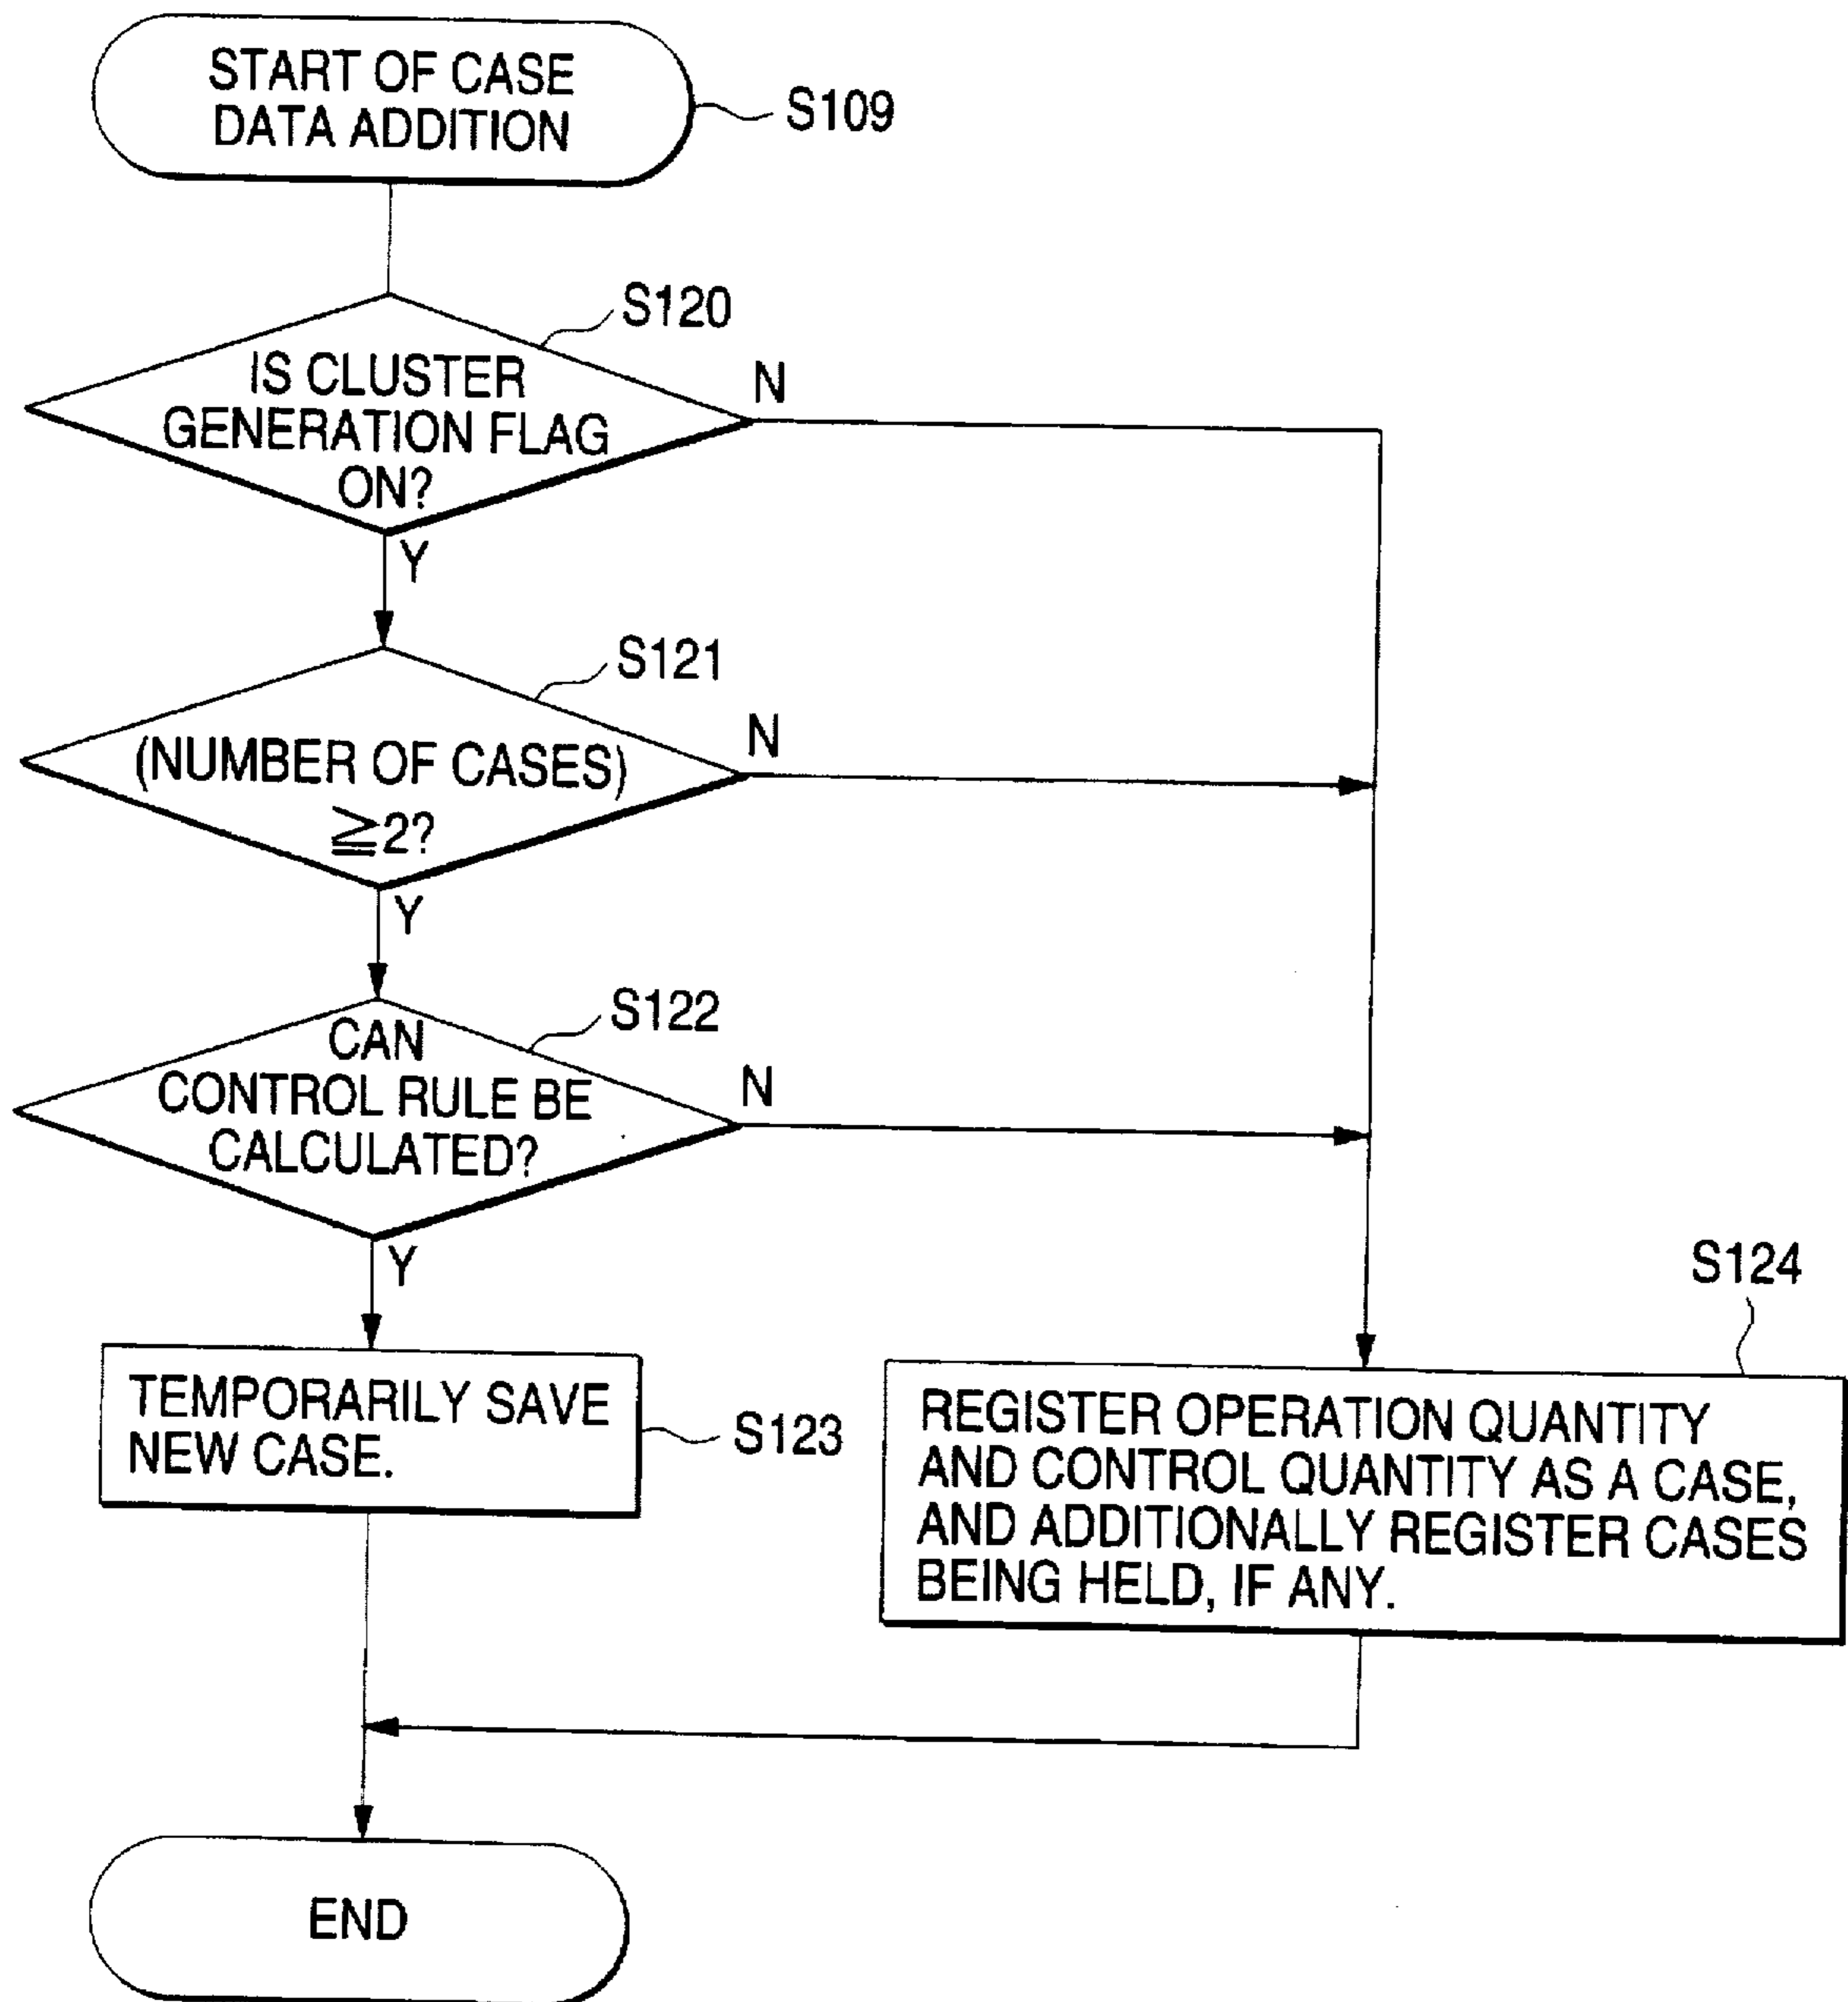 START OF CASE
DATA ADDITION
S109
S120
IS CLUSTER
GENERATION FLAG
ON?
N
Y
S121
(NUMBER OF CASES)
≧2?
N
Y
S122
CAN
CONTROL RULE BE
CALCULATED?
N
Y
TEMPORARILY SAVE
NEW CASE.
S123
S124
REGISTER OPERATION QUANTITY
AND CONTROL QUANTITY AS A CASE,
AND ADDITIONALLY REGISTER CASES
BEING HELD, IF ANY.
END